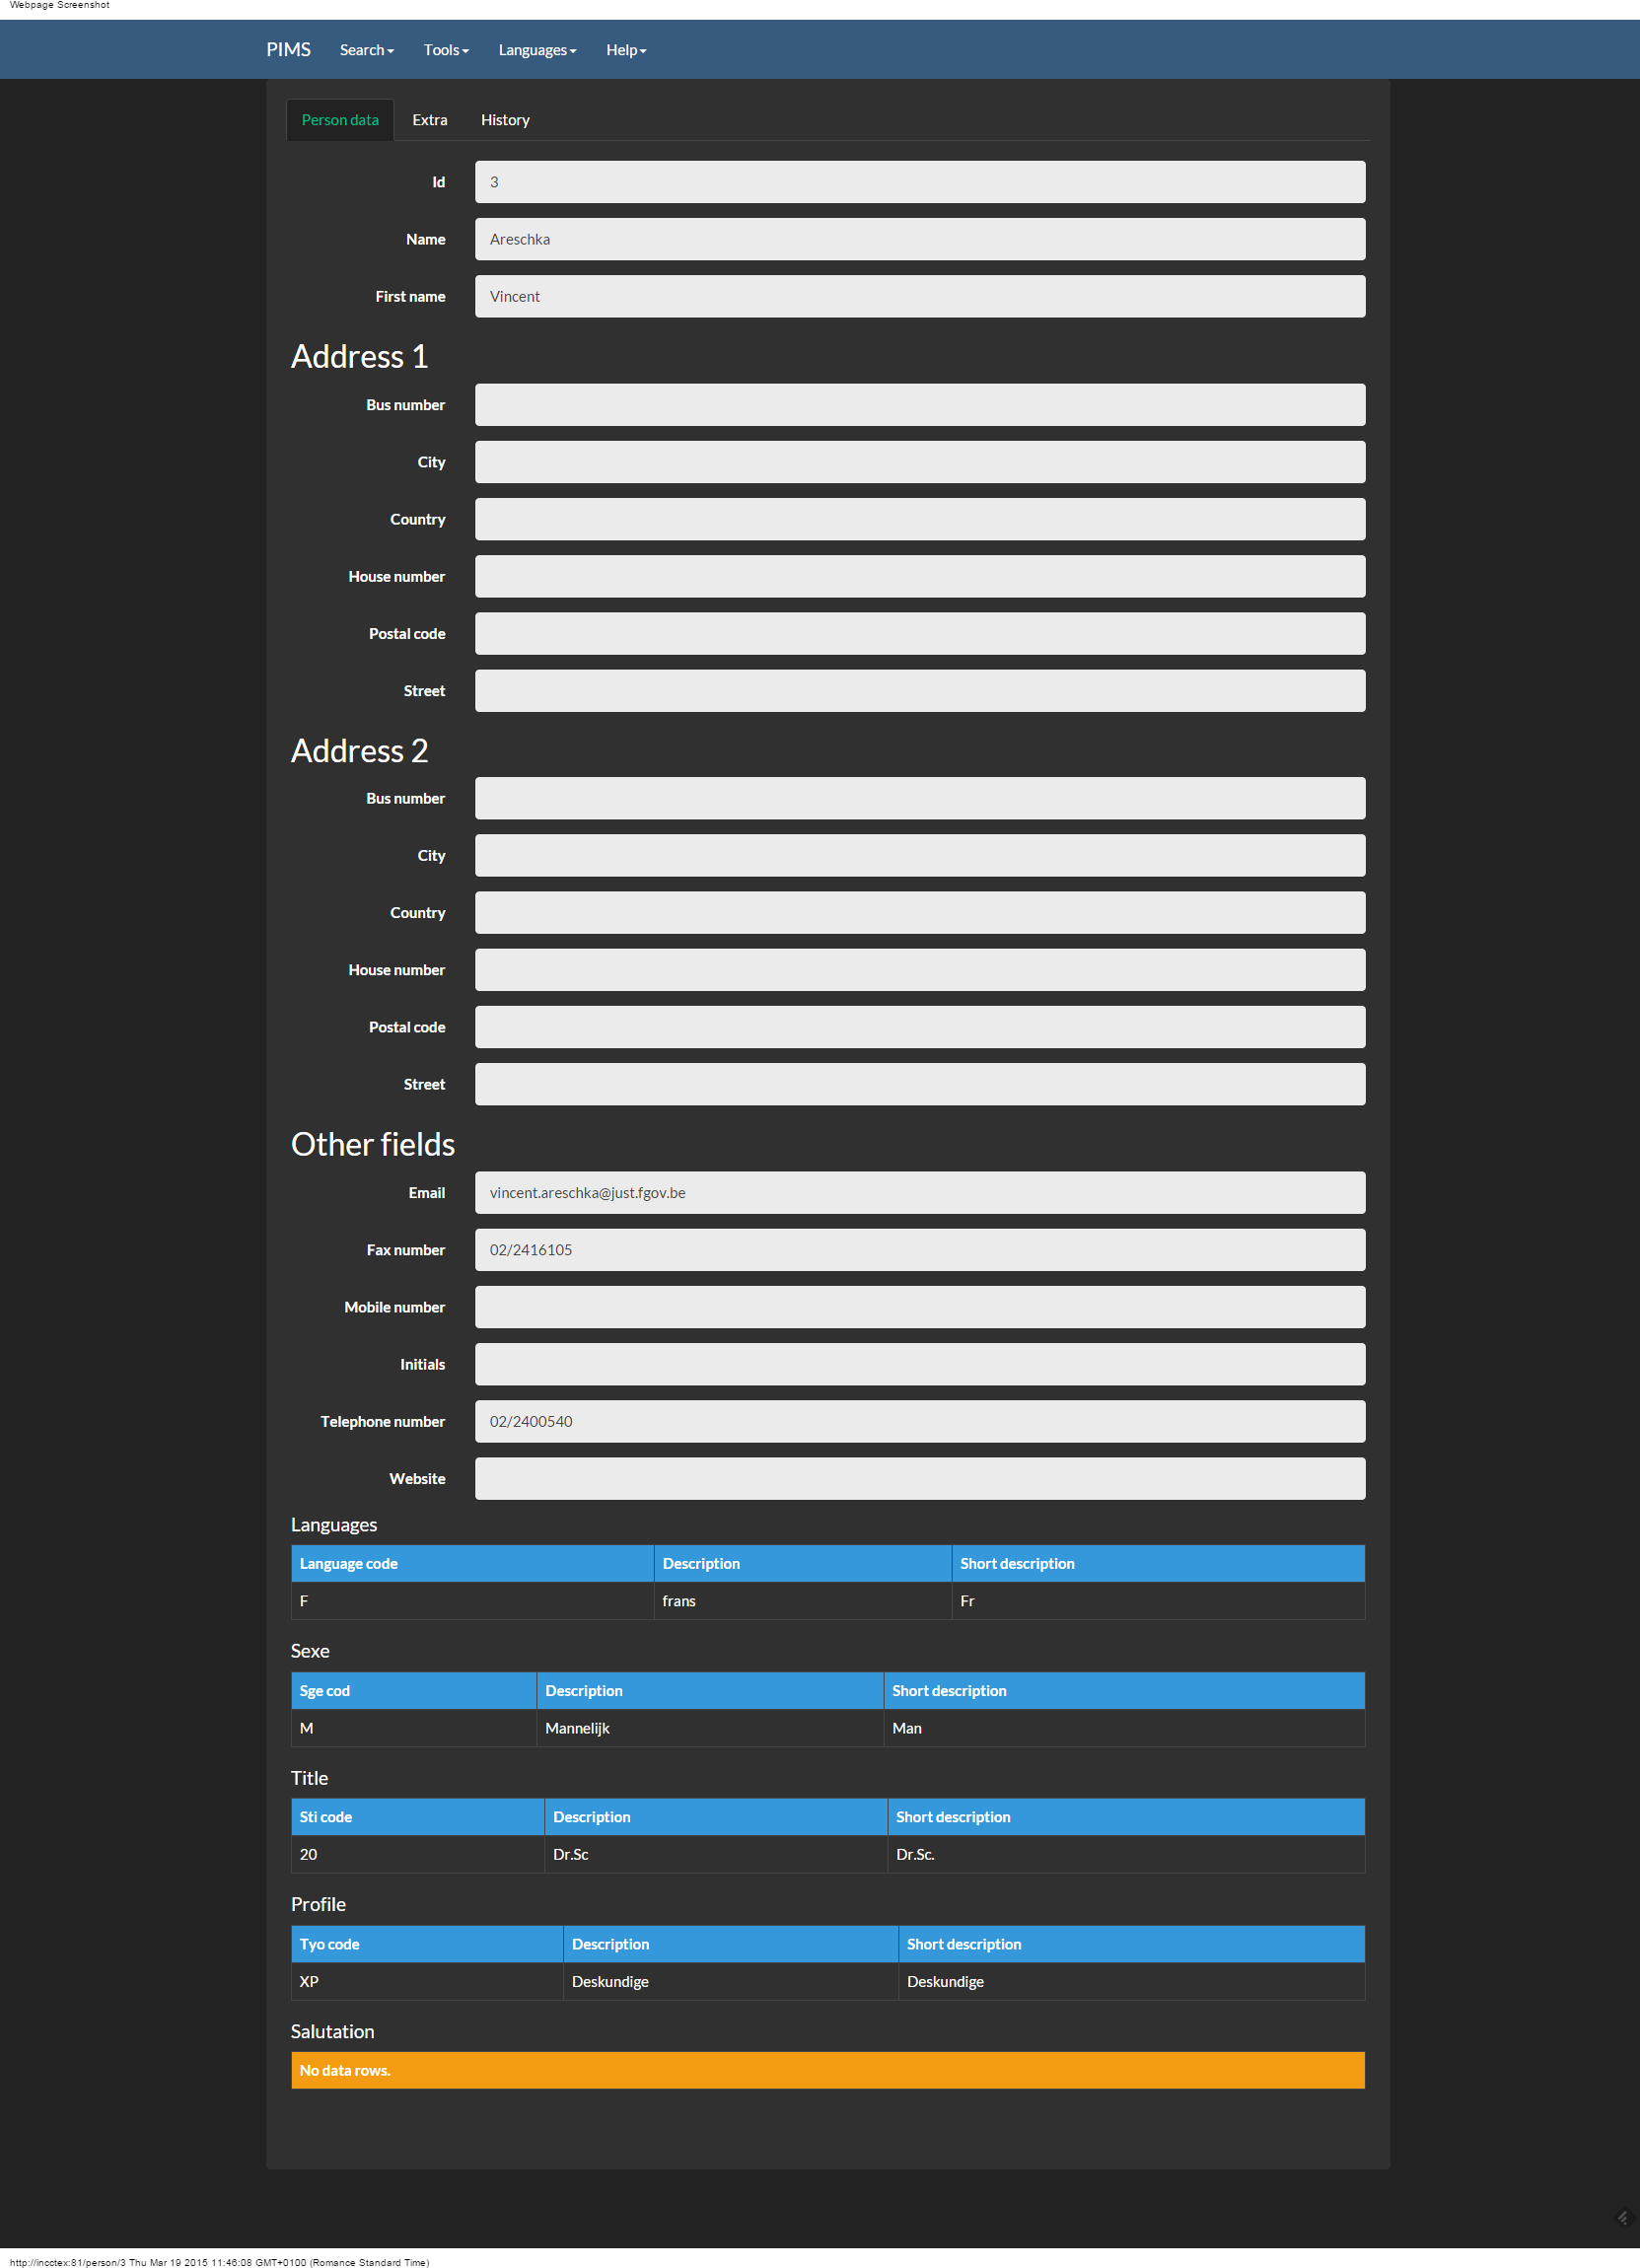 Webpage Screenshot
PIMS Search Tools Languages Help
Person data Extra History
Id 3
Name Areschka
First name Vincent
Address 1
Bus number
City
Country
House number
Postal code
Street
Address 2
Bus number
City
Country
House number
Postal code
Street
Other fields
Email vincent.areschka@just.fgov.be
Fax number 02/2416105
Mobile number
Initials
Telephone number 02/2400540
Website
Languages
Language code Description Short description
F frans Fr
Sexe
Sge cod Description Short description
M Mannelijk Man
Title
Sti code Description Short description
20 Dr.Sc Dr.Sc.
Profile
Tyo code Description Short description
XP Deskundige Deskundige
Salutation
No data rows.
http://incctex:81/person/3 Thu Mar 19 2015 11:46:08 GMT+0100 (Romance Standard Time)